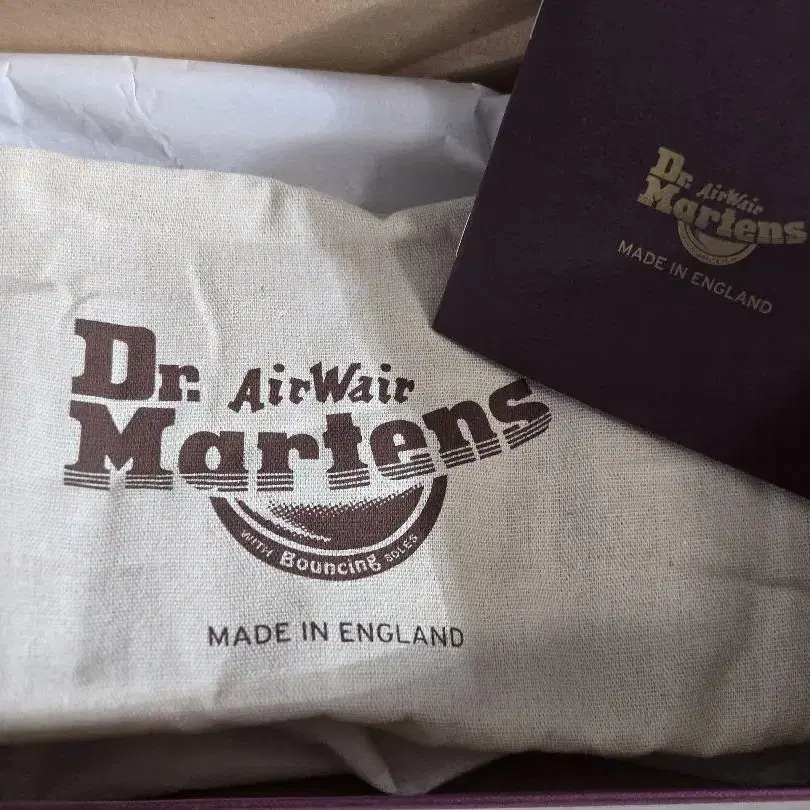 Dr. AirWair
Martens
MADE IN ENGLAND
Dr. AirWair
Martens
WITH Bouncing SOLES
MADE IN ENGLAND